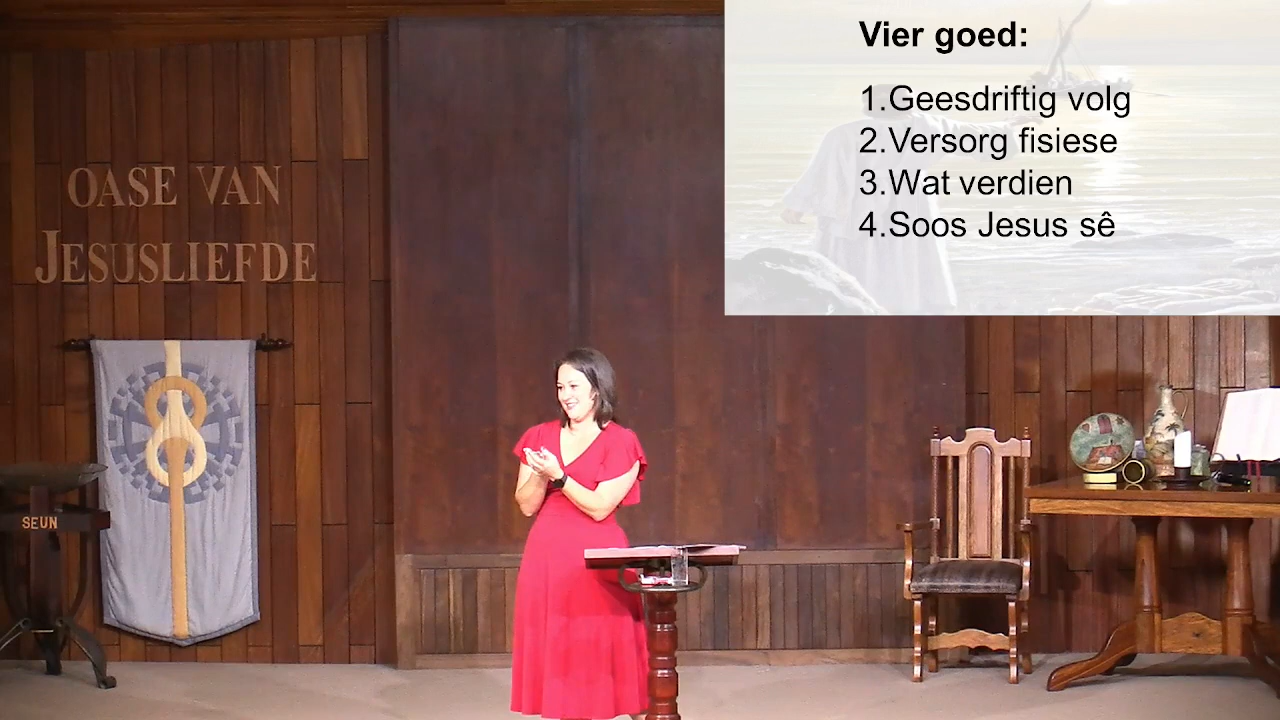 OASE VAN
JESUSLIEFDE
SEUN
Vier goed:
1.Geesdriftig volg
2.Versorg fisiese
3.Wat verdien
4.Soos Jesus sê